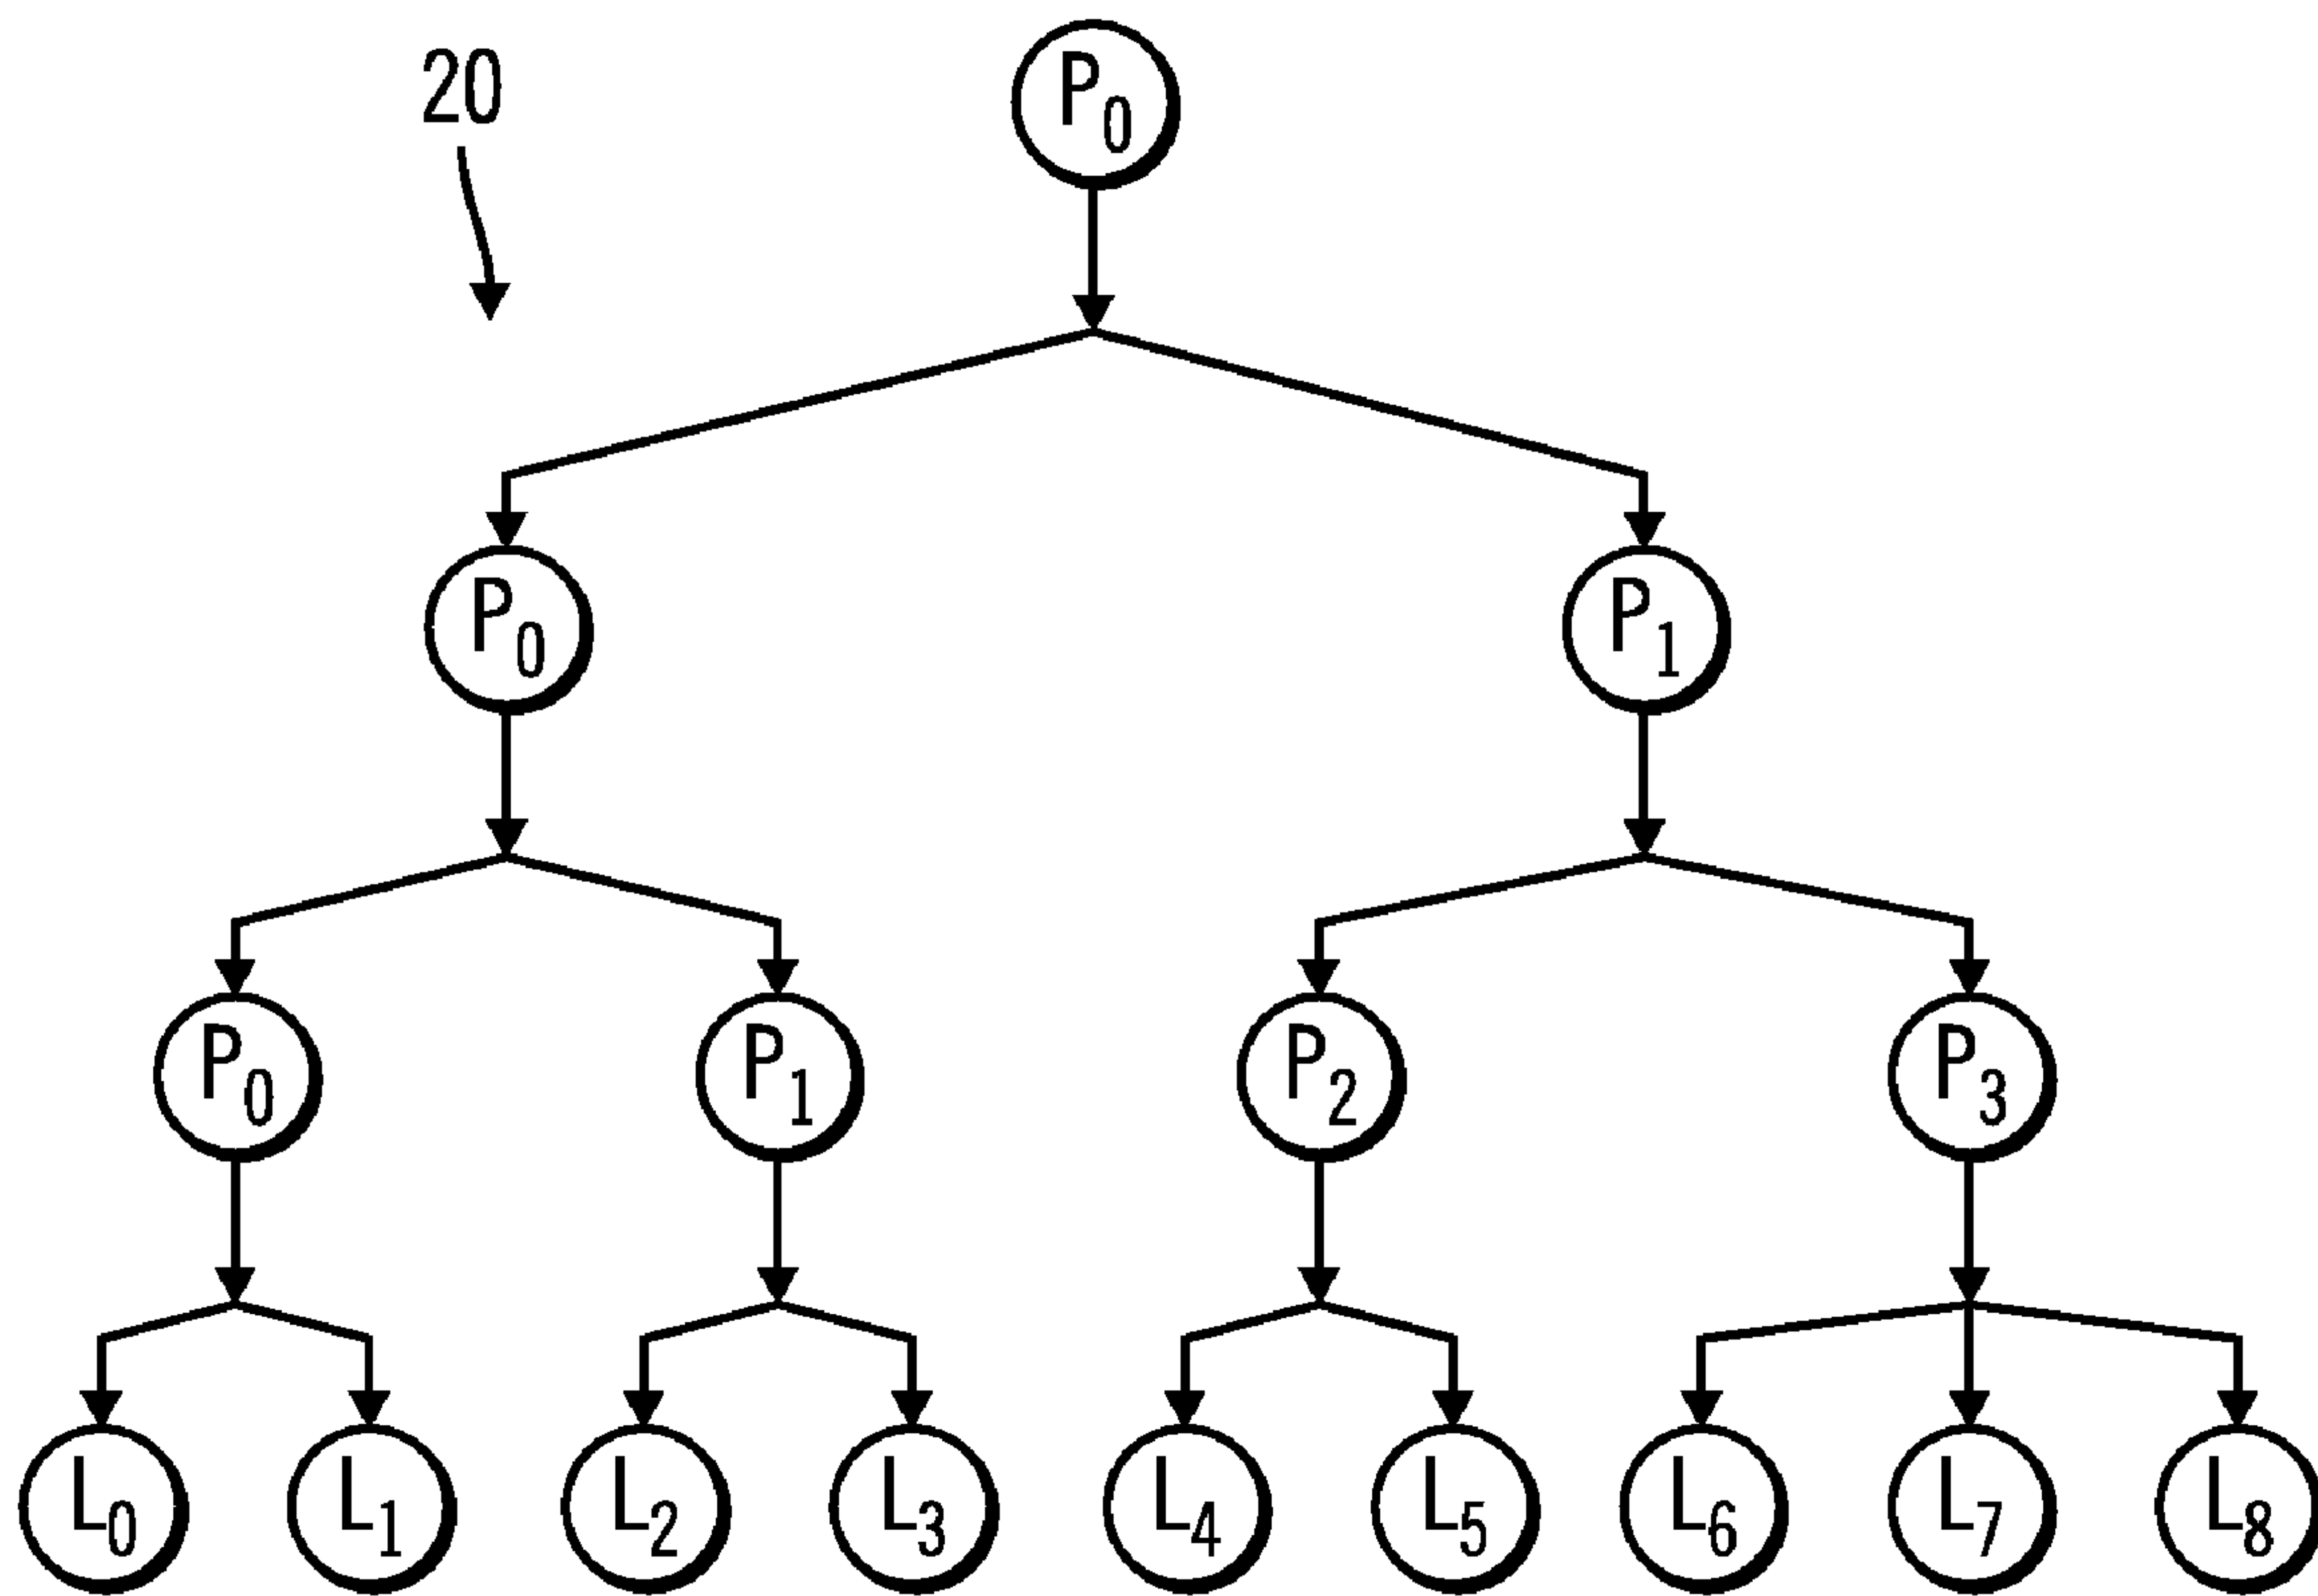 20
P₀
P₀ P₁
P₀ P₁ P₂ P₃
L₀ L₁ L₂ L₃ L₄ L₅ L₆ L₇ L₈